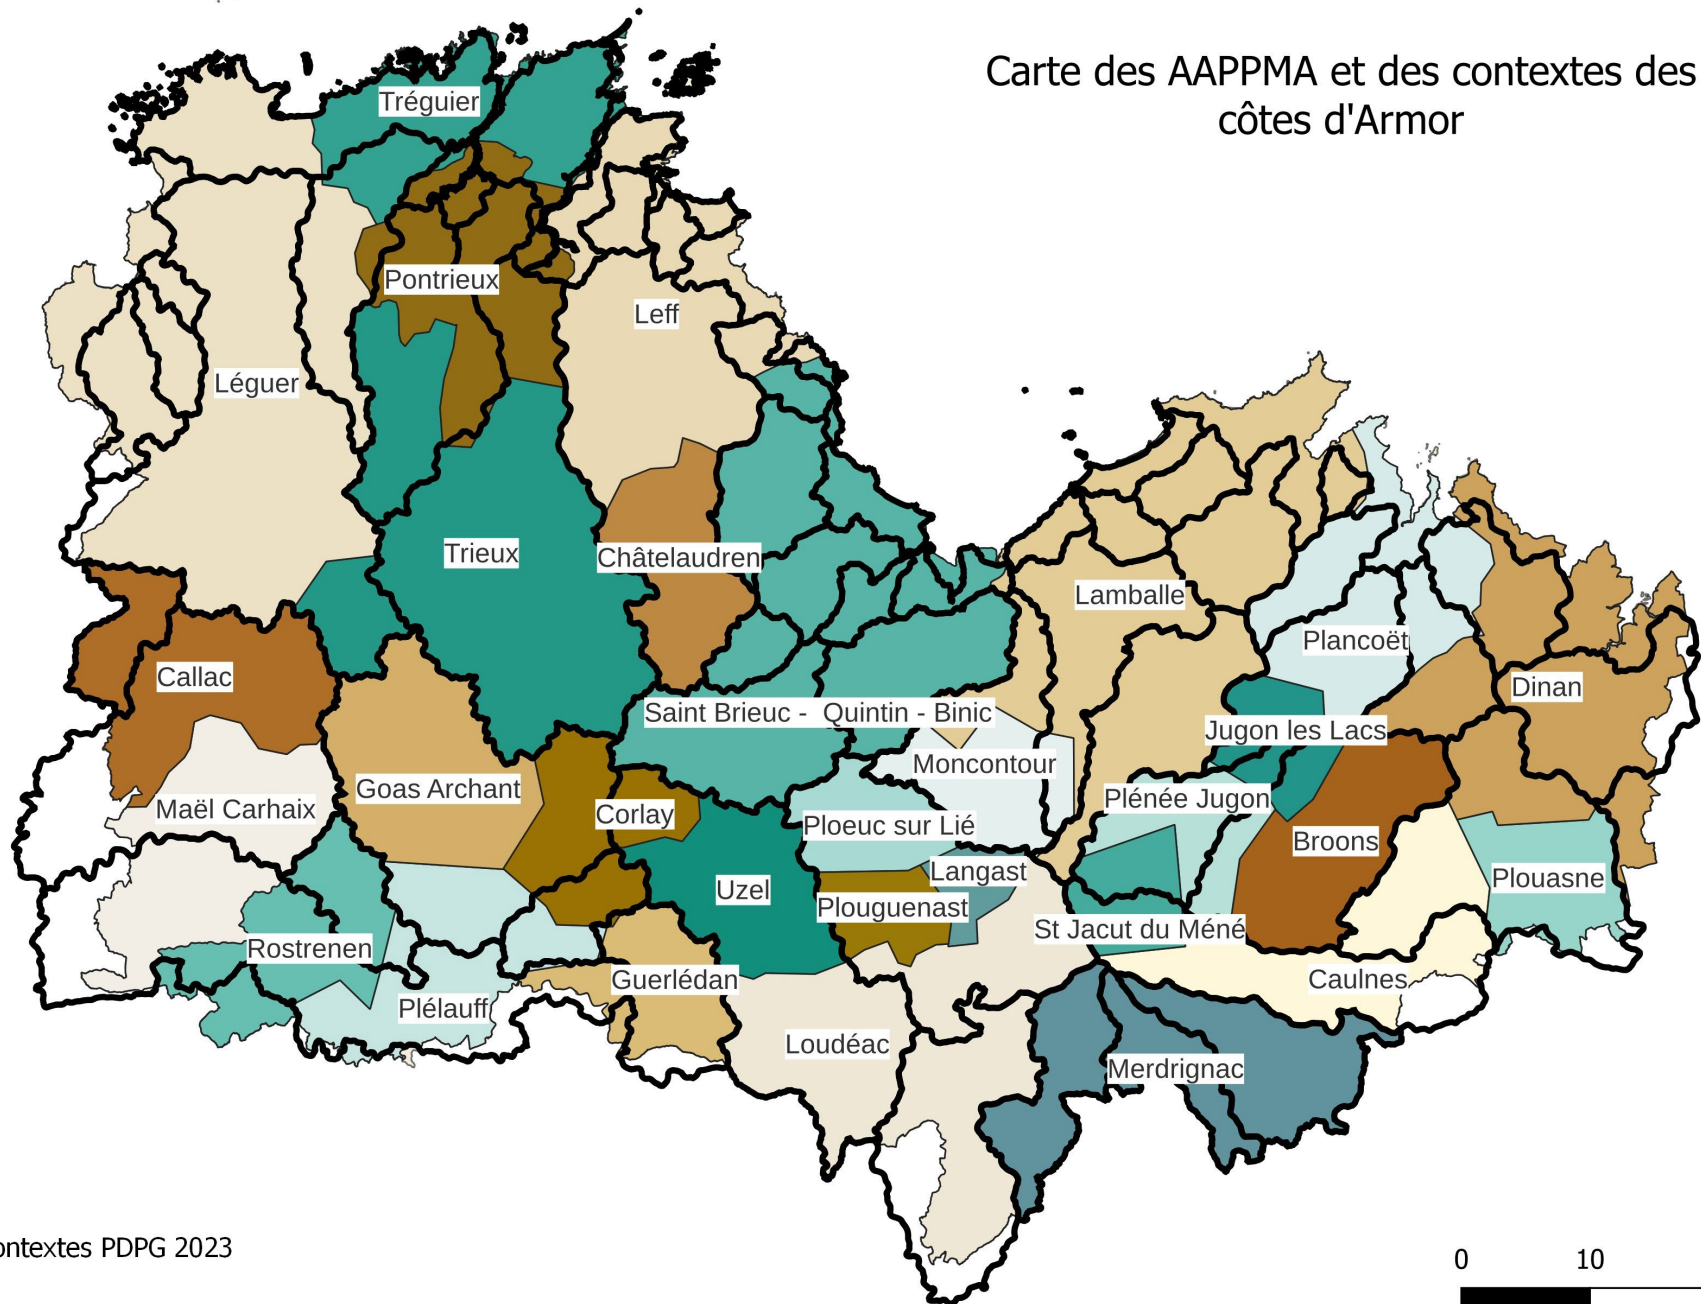 Carte des AAPPMA et des contextes des
côtes d'Armor
Tréguier
Pontrieux
Leff
Léguer
Trieux
Châtelaudren
Lamballe
Plancoët
Callac
Dinan
Saint Brieuc - Quintin - Binic
Jugon les Lacs
Moncontour
Goas Archant
Plénée Jugon
Maël Carhaix
Corlay
Ploeuc sur Lié
Broons
Langast
Plouasne
Uzel
Plouguenast
St Jacut du Méné
Rostrenen
Guerlédan
Caulnes
Plélauff
Loudéac
Merdrignac
ontextes PDPG 2023
0 10